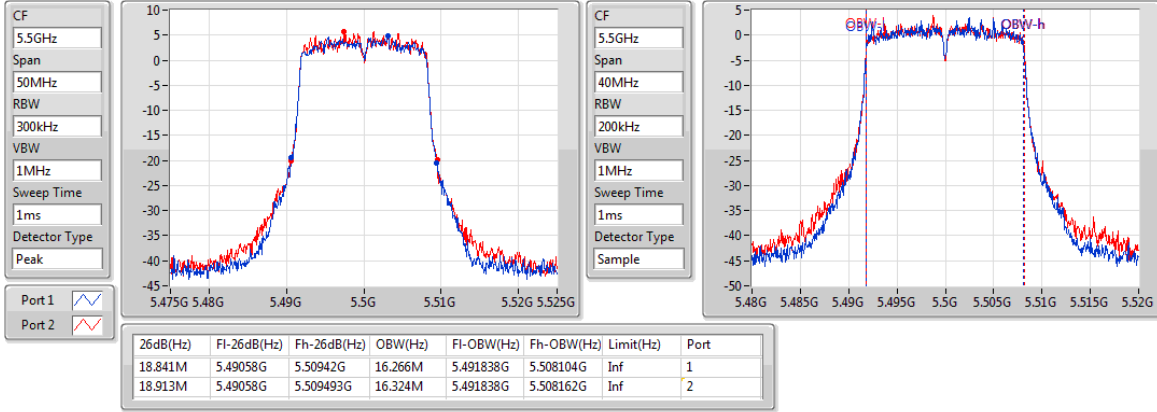 CF
5.5GHz
Span
50MHz
RBW
300kHz
VBW
1MHz
Sweep Time
1ms
Detector Type
Peak
Port 1
Port 2
10
5
0
-5
-10
-15
-20
-25
-30
-35
-40
-45
5.475G 5.48G 5.49G 5.5G 5.51G 5.52G 5.525G
CF
5.5GHz
Span
40MHz
RBW
200kHz
VBW
1MHz
Sweep Time
1ms
Detector Type
Sample
5
0
-5
-10
-15
-20
-25
-30
-35
-40
-45
-50
OBW-h
5.48G 5.485G 5.49G 5.495G 5.5G 5.505G 5.51G 5.515G 5.52G
26dB(Hz) Fl-26dB(Hz) Fh-26dB(Hz) OBW(Hz) Fl-OBW(Hz) Fh-OBW(Hz) Limit(Hz) Port
18.841M 5.49058G 5.50942G 16.266M 5.491838G 5.508104G Inf 1
18.913M 5.49058G 5.509493G 16.324M 5.491838G 5.508162G Inf 2